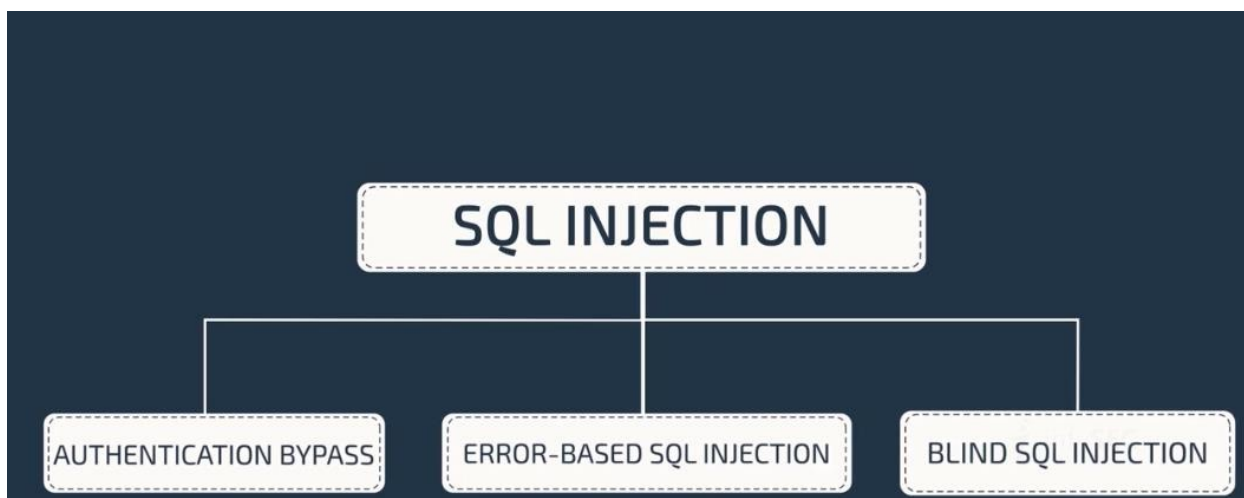 SQL INJECTION
AUTHENTICATION BYPASS
ERROR-BASED SQL INJECTION
BLIND SQL INJECTION